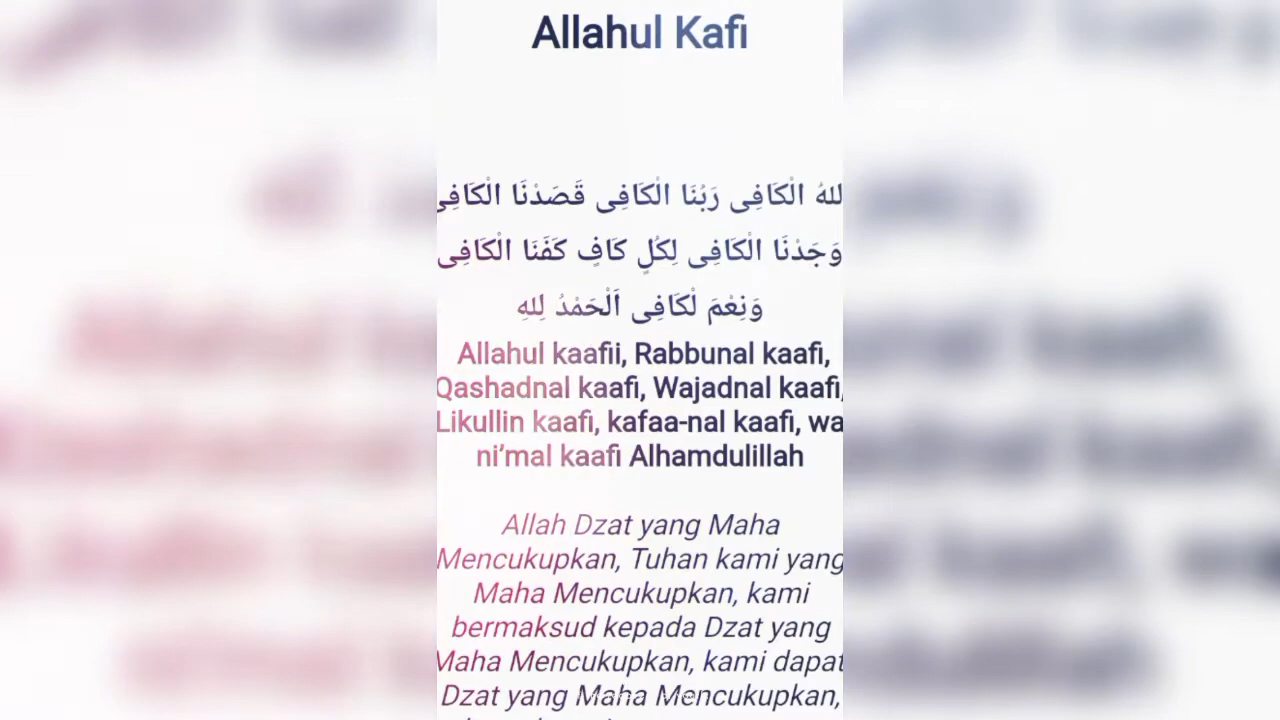 Allahul Kafi
للهُ الْكَافِى رَبُنَا الْكَافِى قَصَدْنَا الْكَافِى
وَجَدْنَا الْكَافِى لِكُلٍ كَافٍ كَفَنَا الْكَافِى
وَنِعْمَ لْكَافِى اَلْحَمْدُ لِلهِ
Allahul kaafii, Rabbunal kaafi,
Qashadnal kaafi, Wajadnal kaafi,
Likullin kaafi, kafaa-nal kaafi, wa
ni’mal kaafi Alhamdulillah
Allah Dzat yang Maha
Mencukupkan, Tuhan kami yang
Maha Mencukupkan, kami
bermaksud kepada Dzat yang
Maha Mencukupkan, kami dapat
Dzat yang Maha Mencukupkan,